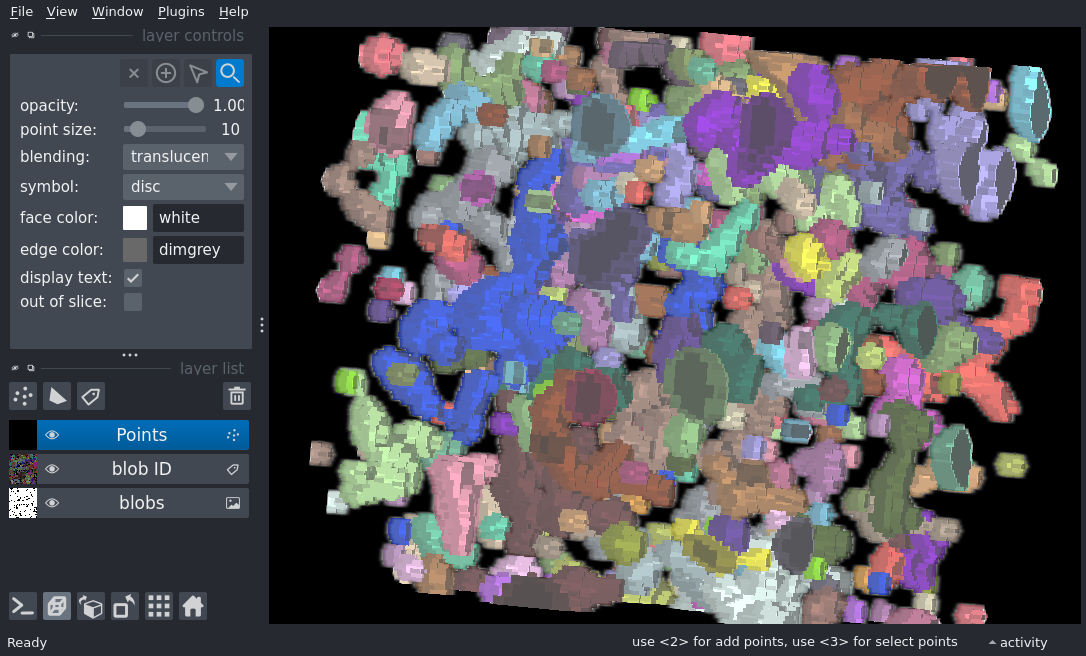 File View Window Plugins Help
layer controls
opacity: 1.00
point size: 10
blending: translucen
symbol: disc
face color: white
edge color: dimgrey
display text:
out of slice:
layer list
Points
blob ID
blobs
Ready use <2> for add points, use <3> for select points activity